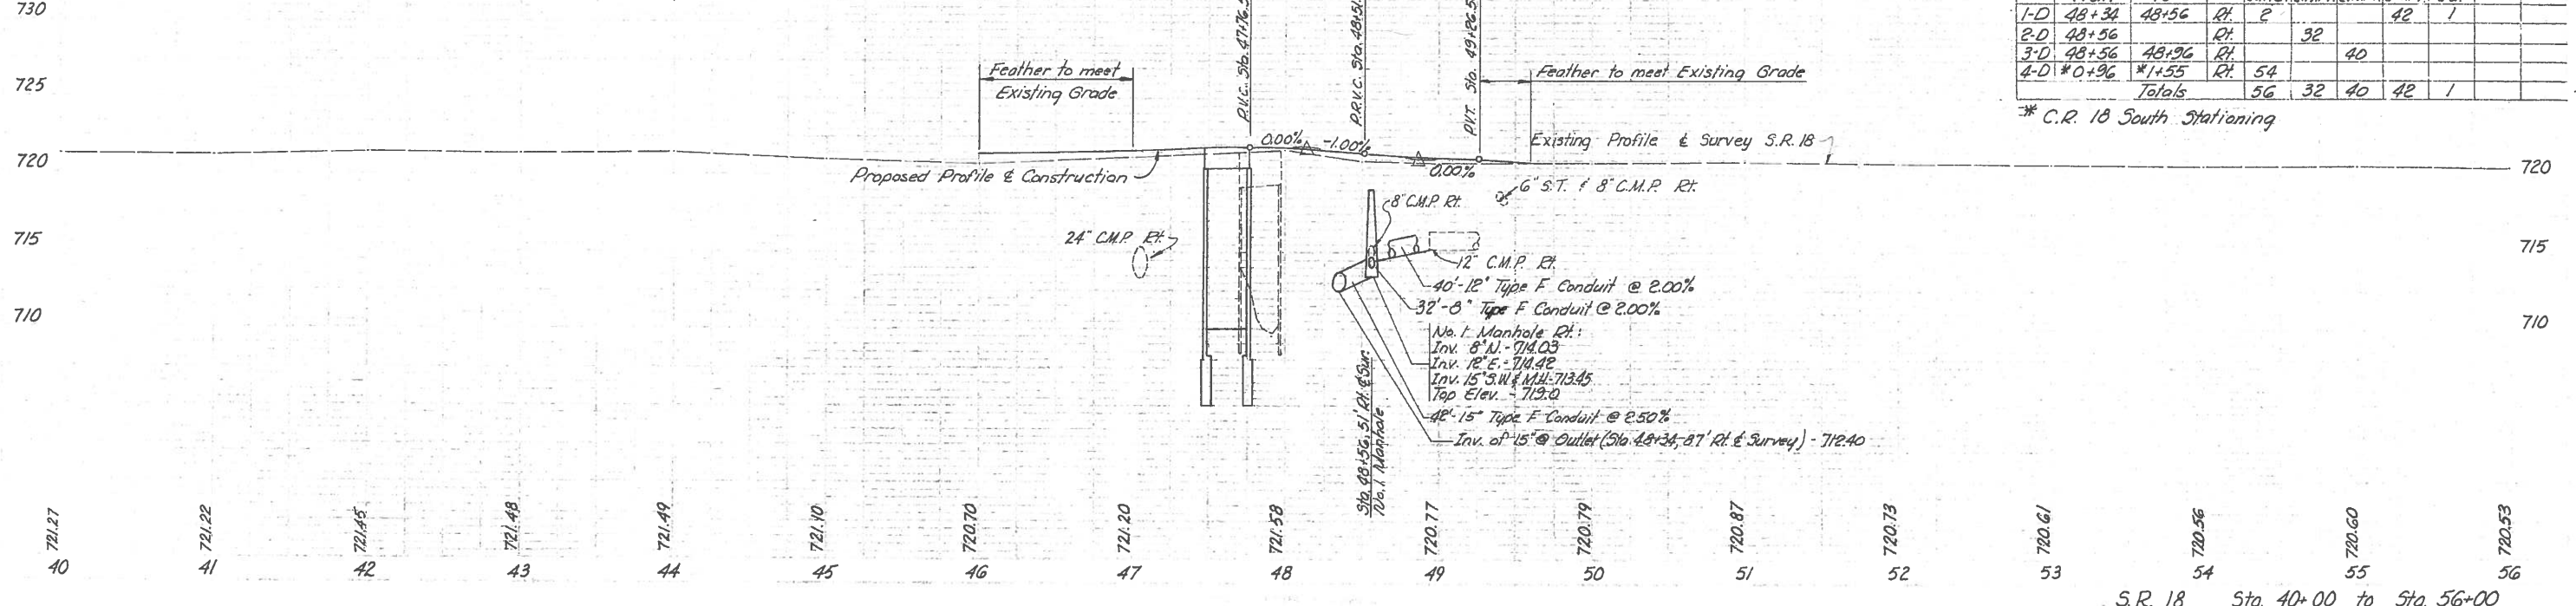 730
725
720
715
710
P.V.C. Sta. 47+76.5
P.R.V.C. Sta. 48+51.
P.V.T. Sta. 49+26.5
Feather to meet
Existing Grade
Feather to meet Existing Grade
0.00%
-1.00%
0.00%
Existing Profile ℄ Survey S.R. 18
Proposed Profile ℄ Construction
6" S.T. & 8" C.M.P. Rt.
8" C.M.P. Rt.
24" C.M.P. Rt.
12" C.M.P. Rt.
40'-12" Type F Conduit @ 2.00%
32'-8" Type F Conduit @ 2.00%
No. 1 Manhole Rt.:
Inv. 8" N. - 714.03
Inv. 12" E. - 714.42
Inv. 15" S.W. & M.H. - 713.45
Top Elev. - 719.0
42'-15" Type F Conduit @ 2.50%
Inv. of 15" @ Outlet (Sta. 48+34, 87' Rt. ℄ Survey) - 712.40
Sta. 48+56, 51' Rt. ℄ Sur.
No. 1 Manhole
1-D 48+34 48+56 Rt. 2 42 1
2-D 48+56 Rt. 32
3-D 48+56 48+96 Rt. 40
4-D *0+96 *1+55 Rt. 54
Totals 56 32 40 42 1
* C.R. 18 South Stationing
720
715
710
721.27 721.22 721.45 721.48 721.49 721.10 720.70 721.20 721.58 720.77 720.79 720.87 720.73 720.61 720.56 720.60 720.53
40 41 42 43 44 45 46 47 48 49 50 51 52 53 54 55 56
S.R. 18 Sta. 40+00 to Sta. 56+00